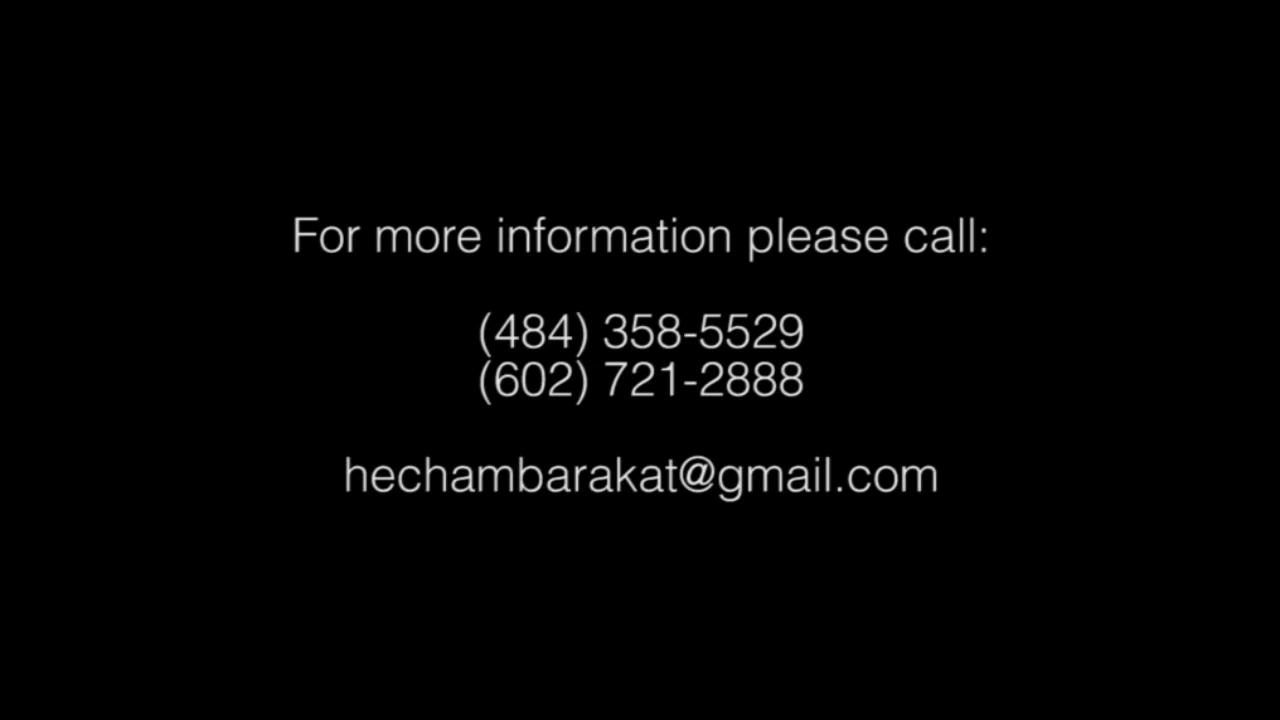 For more information please call:
(484) 358-5529
(602) 721-2888
hechambarakat@gmail.com